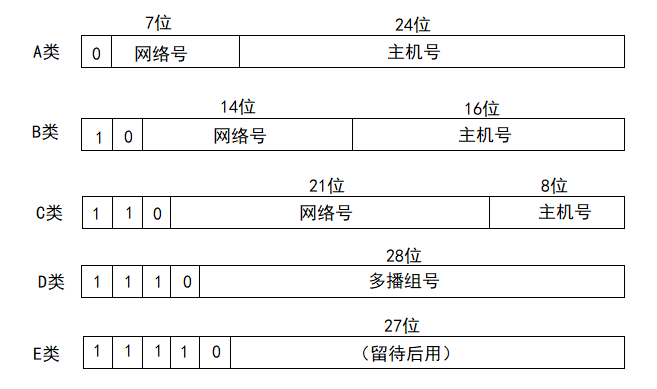 7位 24位
A类 0 网络号 主机号
14位 16位
B类 1 0 网络号 主机号
21位 8位
C类 1 1 0 网络号 主机号
28位
D类 1 1 1 0 多播组号
27位
E类 1 1 1 1 0 (留待后用)